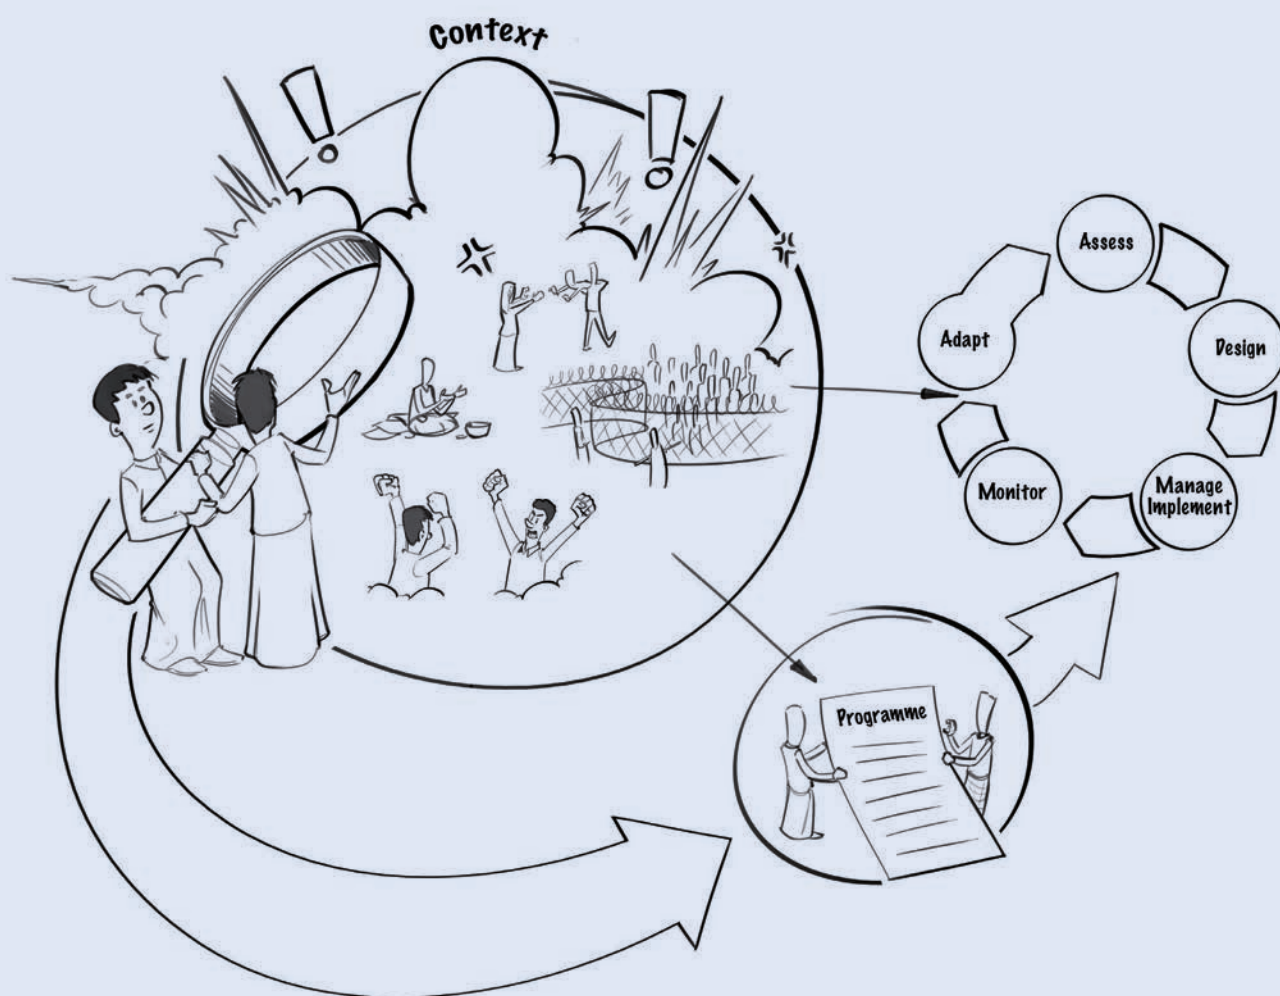 Context
Assess
Adapt
Design
Monitor
Manage
Implement
Programme